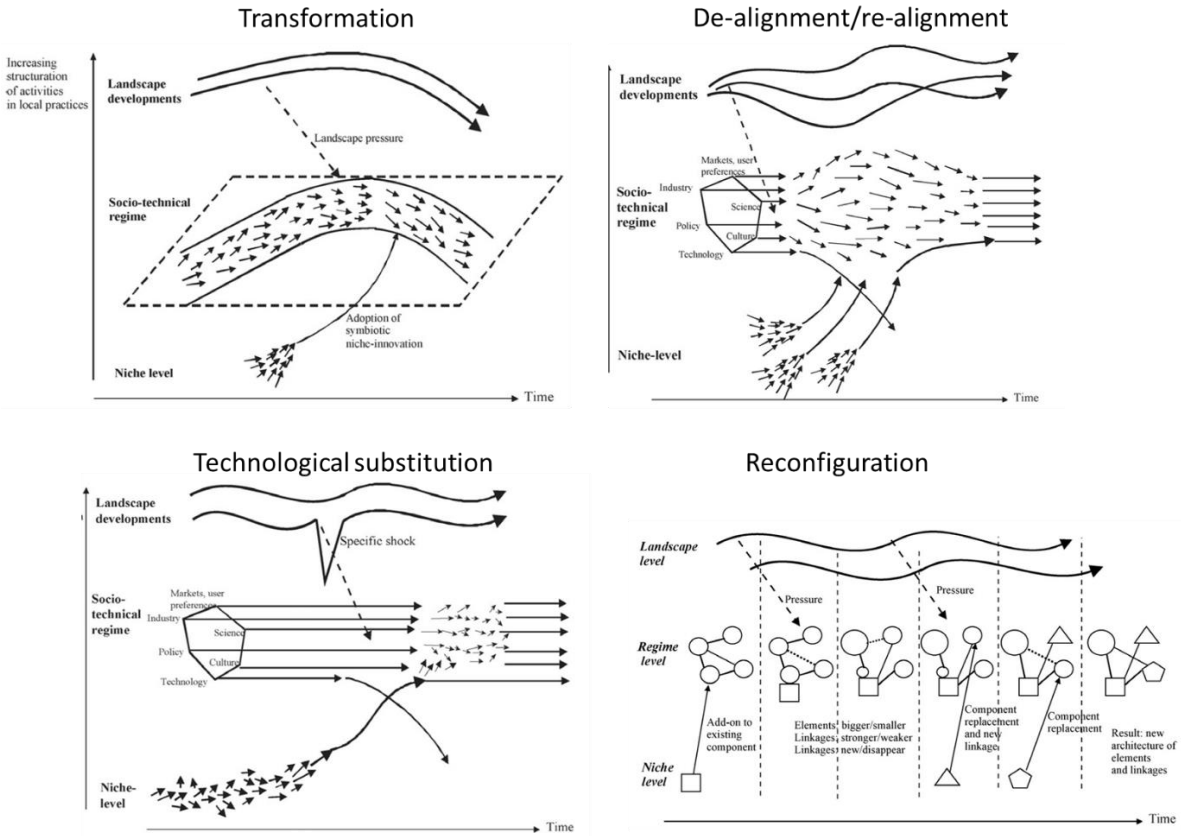 Transformation
Increasing
structuration
of activities
in local practices
Landscape
developments
Landscape pressure
Socio-technical
regime
Adoption of
symbiotic
niche-innovation
Niche level
Time
De-alignment/re-alignment
Landscape
developments
Markets, user
preferences
Industry
Socio-
technical
regime
Science
Policy
Culture
Technology
Niche-level
Time
Technological substitution
Landscape
developments
Specific shock
Socio-
technical
regime
Markets, user
preferences
Industry
Science
Policy
Culture
Technology
Niche-
level
Time
Reconfiguration
Landscape
level
Pressure
Pressure
Regime
level
Add-on to
existing
component
Elements: bigger/smaller
Linkages: stronger/weaker
Linkages: new/disappear
Component
replacement
and new
linkage
Component
replacement
Result: new
architecture of
elements
and linkages
Niche
level
Time